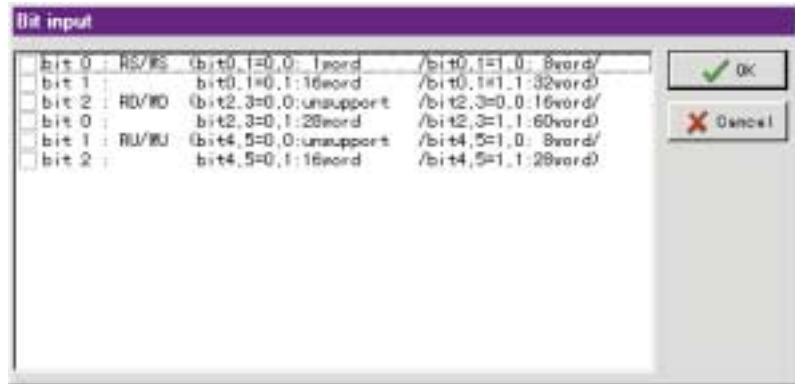 Bit input
bit 0 : RS/WS (bit0,1=0,0: 1word /bit0,1=1,0: 8word/
bit 1 : bit0,1=0,1:16word /bit0,1=1,1:32word)
bit 2 : RD/WD (bit2,3=0,0:unsupport /bit2,3=0,0:16word/
bit 0 : bit2,3=0,1:28word /bit2,3=1,1:60word)
bit 1 : RU/WU (bit4,5=0,0:unsupport /bit4,5=1,0: 8word/
bit 2 : bit4,5=0,1:16word /bit4,5=1,1:28word)
OK
Cancel